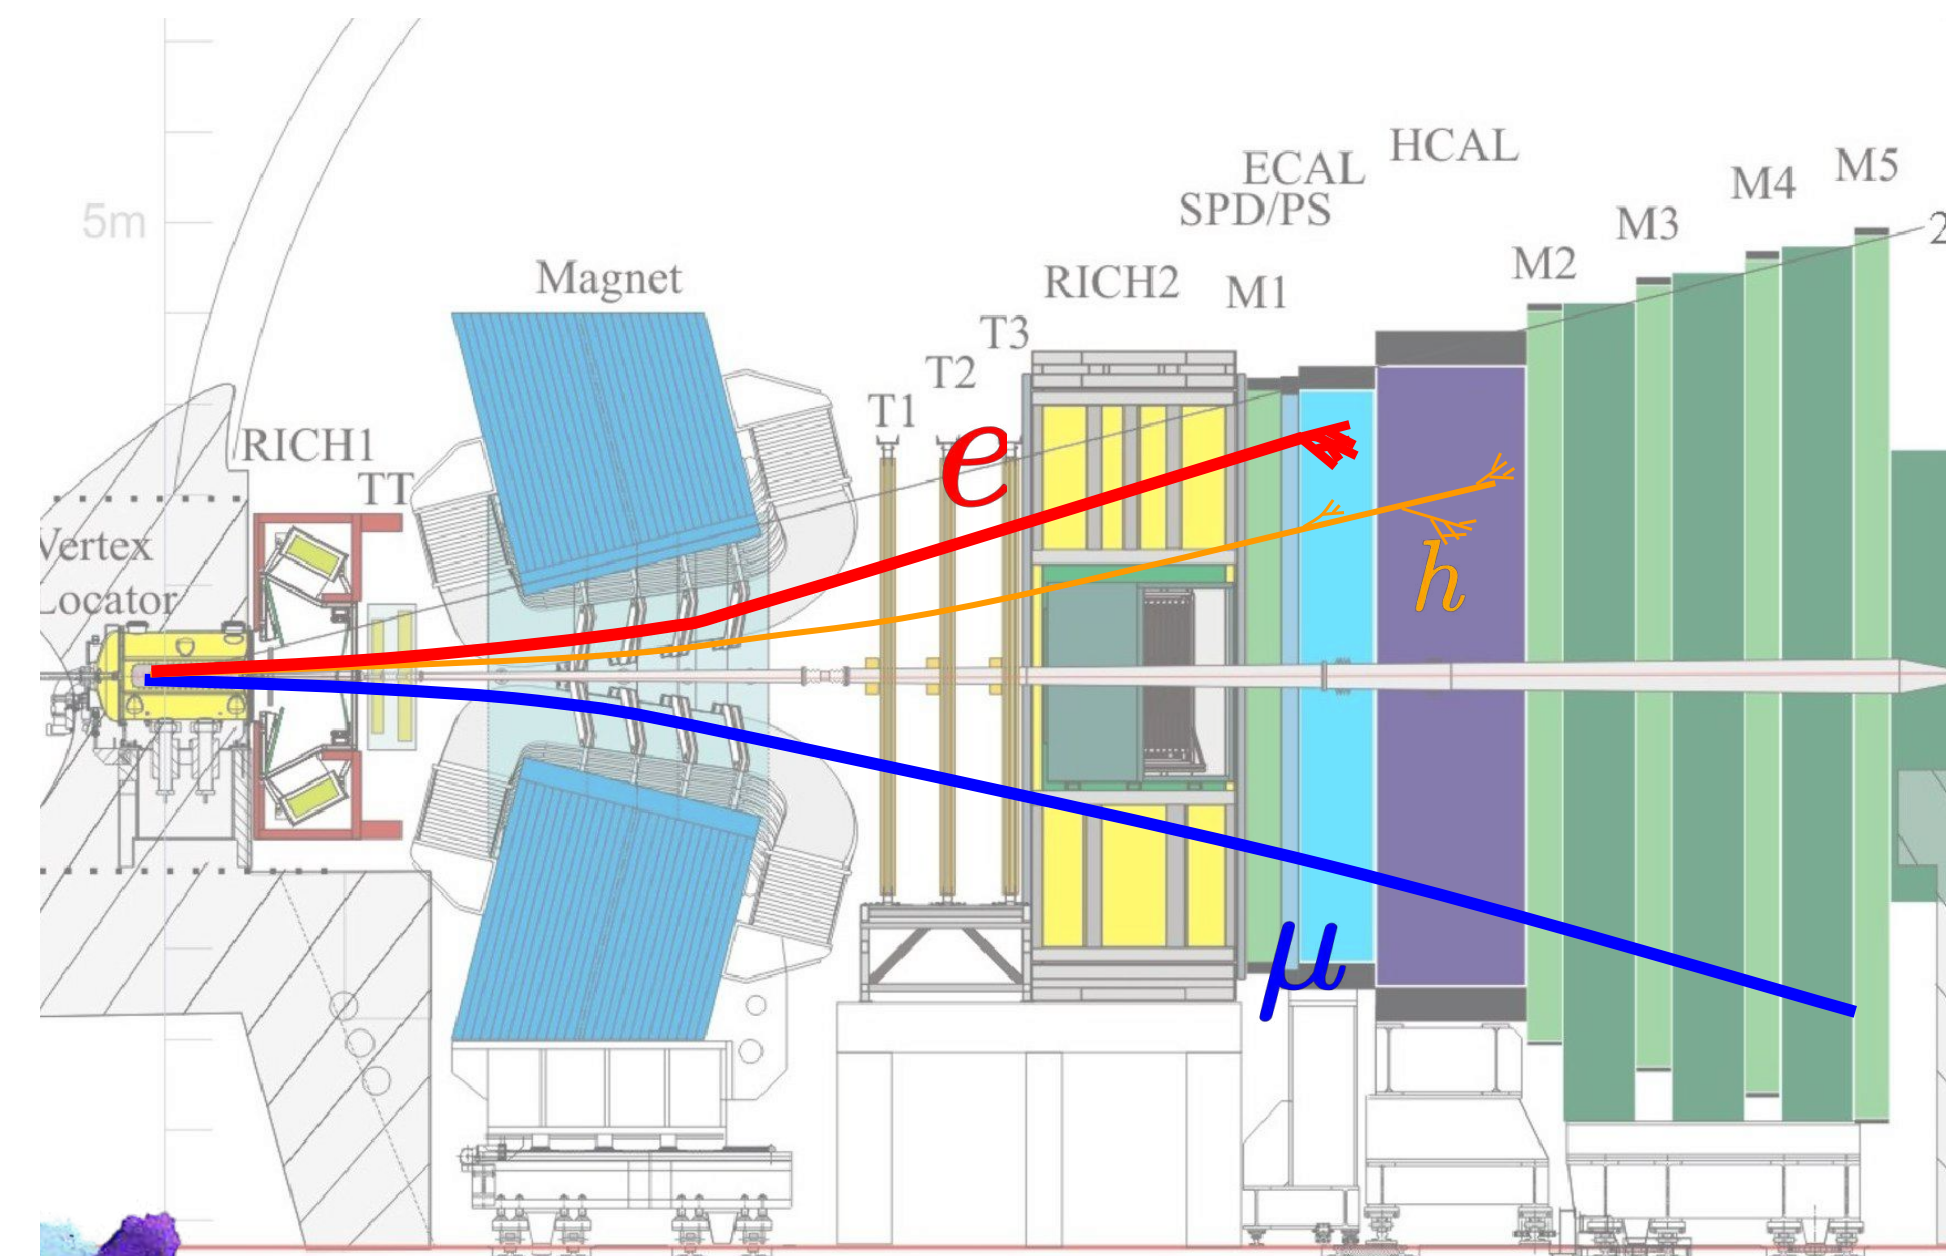 HCAL
ECAL
SPD/PS
M5
M4
M3
M2
M1
5m
2
Magnet
RICH2
T3
T2
T1
RICH1
TT
e
h
Vertex
Locator
μ